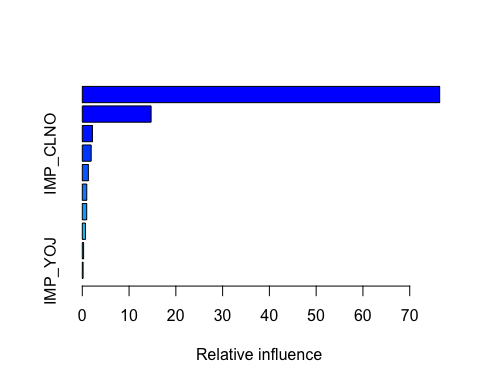 IMP_CLNO
IMP_YOJ
0 10 20 30 40 50 60 70
Relative influence